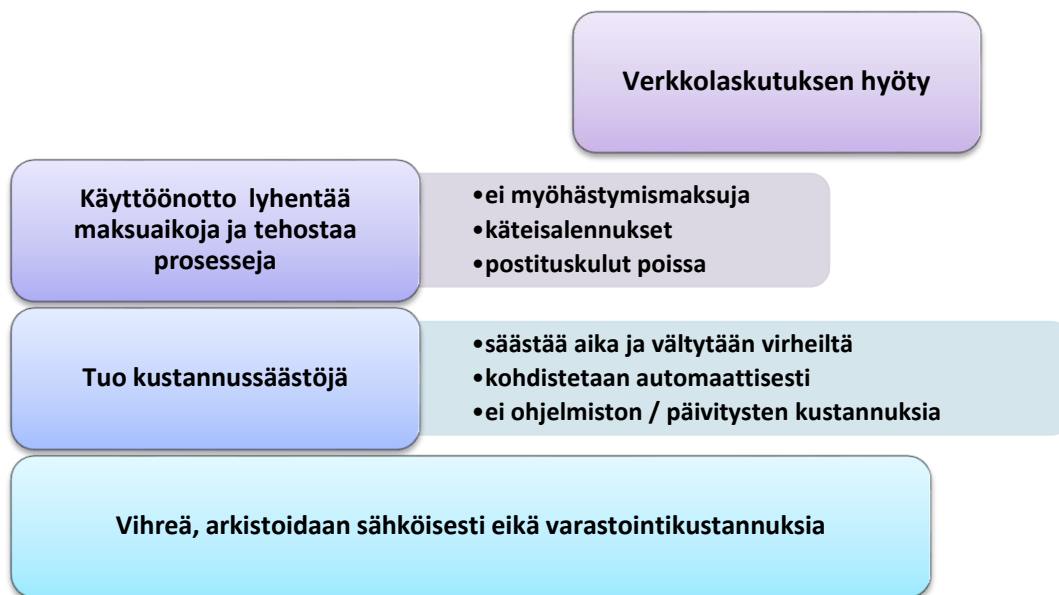 Verkkolaskutuksen hyöty
Käyttöönotto lyhentää
maksuaikoja ja tehostaa
prosesseja
•ei myöhästymismaksuja
•käteisalennukset
•postituskulut poissa
Tuo kustannussäästöjä
•säästää aika ja vältytään virheiltä
•kohdistetaan automaattisesti
•ei ohjelmiston / päivitysten kustannuksia
Vihreä, arkistoidaan sähköisesti eikä varastointikustannuksia